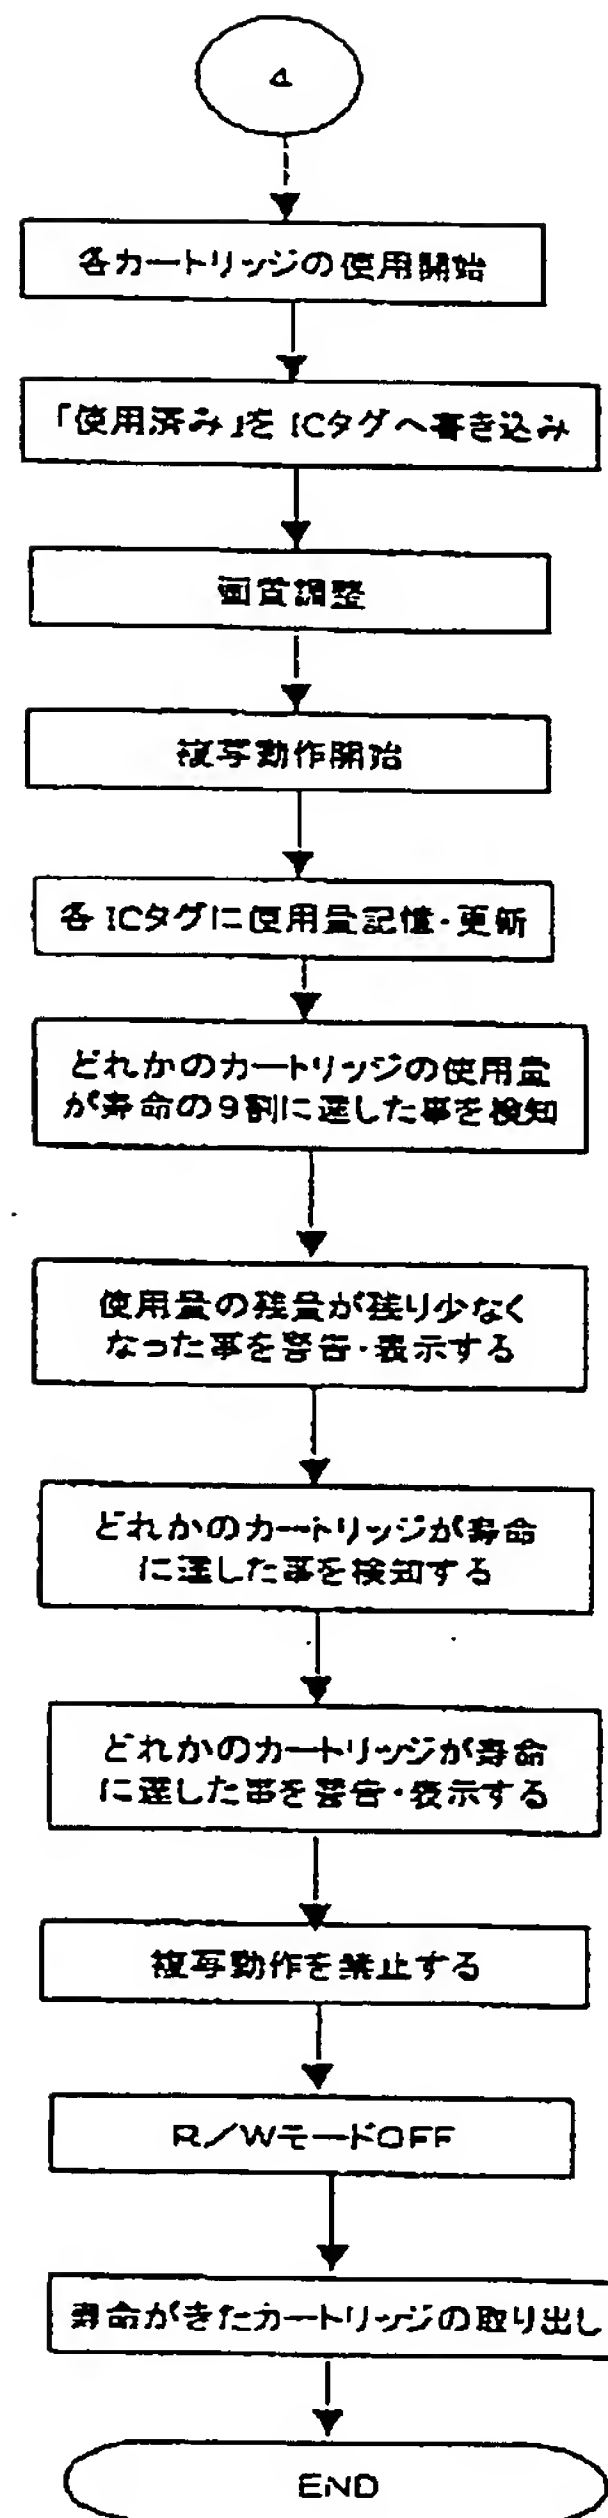 4
各カートリッジの使用開始
「使用済み」をICタグへ書き込み
画質調整
複写動作開始
各ICタグに使用量記憶・更新
どれかのカートリッジの使用量
が寿命の9割に達した事を検知
使用量の残量が残り少なく
なった事を警告・表示する
どれかのカートリッジが寿命
に達した事を検知する
どれかのカートリッジが寿命
に達した事を警告・表示する
複写動作を禁止する
R/WモードOFF
寿命がきたカートリッジの取り出し
END